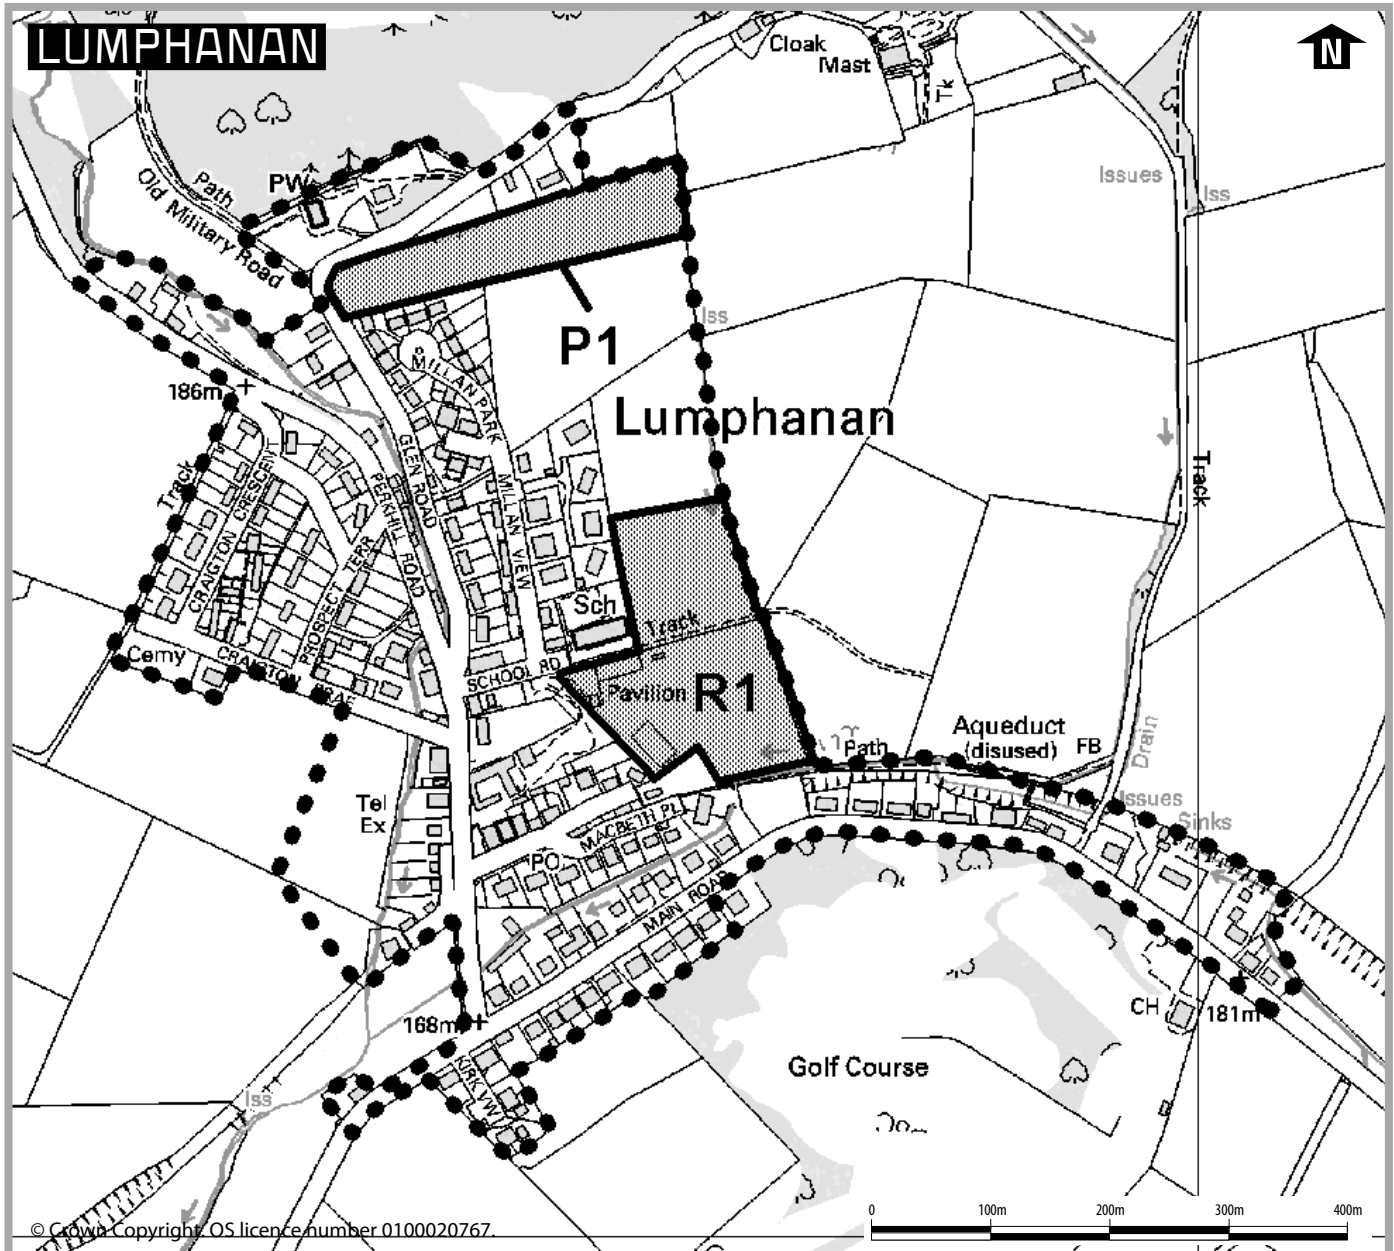 LUMPHANAN
N
Cloak
Mast
Tk
Issues
Iss
Path
PW
Old Military Road
P1
Iss
Lumphanan
186m
MILLAN PARK
GLEN ROAD
MILLAN VIEW
PERKHILL ROAD
Track
CRAIGTON CRESCENT
PROSPECT TERR
Track
Sch
Track
Cemy
CRAIGTON BRAE
SCHOOL RD
Pavilion
R1
Path
Aqueduct
(disused)
FB
Drain
Issues
Sinks
Tel
Ex
MACBETH PL
PO
MAIN ROAD
CH
181m
168m
KIRK VW
Golf Course
Iss
© Crown Copyright. OS licence number 0100020767.
0 100m 200m 300m 400m